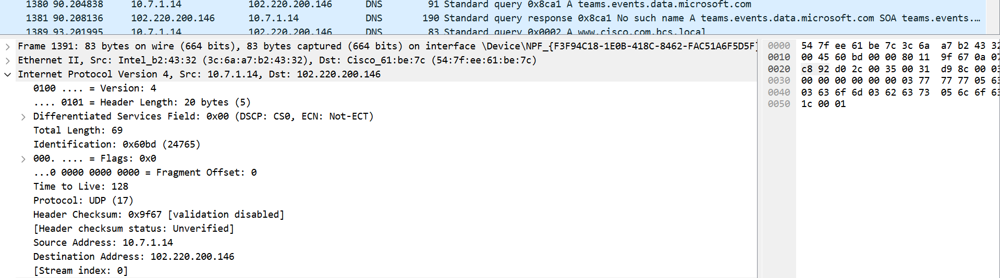 1380 90.204838 10.7.1.14 102.220.200.146 DNS 91 Standard query 0x8ca1 A teams.events.data.microsoft.com
1381 90.208136 102.220.200.146 10.7.1.14 DNS 190 Standard query response 0x8ca1 No such name A teams.events.data.microsoft.com SOA teams.events.…
1389 93.201995 10.7.1.14 102.220.200.146 DNS 83 Standard query 0x0002 A www.cisco.com.bcs.local
Frame 1391: 83 bytes on wire (664 bits), 83 bytes captured (664 bits) on interface \Device\NPF_{F3F94C18-1E0B-418C-8462-FAC51A6F5D5F}
Ethernet II, Src: Intel_b2:43:32 (3c:6a:a7:b2:43:32), Dst: Cisco_61:be:7c (54:7f:ee:61:be:7c)
Internet Protocol Version 4, Src: 10.7.1.14, Dst: 102.220.200.146
0100 .... = Version: 4
.... 0101 = Header Length: 20 bytes (5)
Differentiated Services Field: 0x00 (DSCP: CS0, ECN: Not-ECT)
Total Length: 69
Identification: 0x60bd (24765)
000. .... = Flags: 0x0
...0 0000 0000 0000 = Fragment Offset: 0
Time to Live: 128
Protocol: UDP (17)
Header Checksum: 0x9f67 [validation disabled]
[Header checksum status: Unverified]
Source Address: 10.7.1.14
Destination Address: 102.220.200.146
[Stream index: 0]
0000 54 7f ee 61 be 7c 3c 6a a7 b2 43 32
0010 00 45 60 bd 00 00 80 11 9f 67 0a 07
0020 c8 92 d0 2c 00 35 00 31 d9 8c 00 03
0030 00 00 00 00 00 00 03 77 77 77 05 63
0040 03 63 6f 6d 03 62 63 73 05 6c 6f 63
0050 1c 00 01